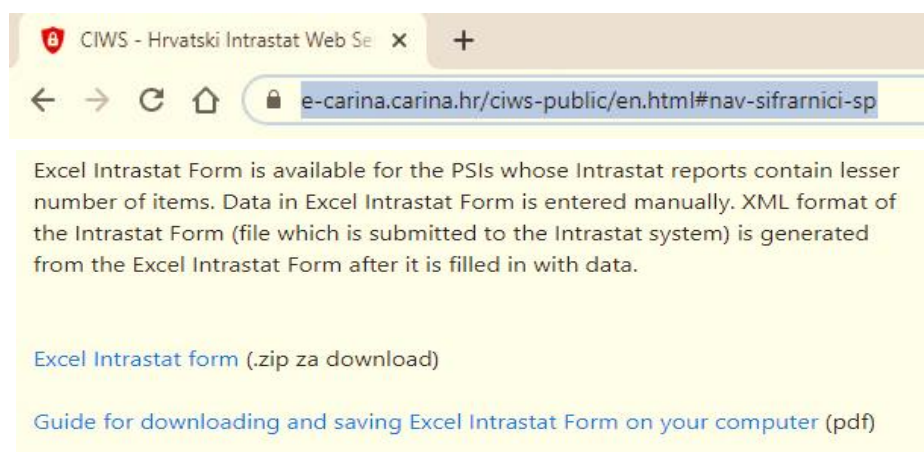 CIWS - Hrvatski Intrastat Web Se
e-carina.carina.hr/ciws-public/en.html#nav-sifrarnici-sp
Excel Intrastat Form is available for the PSIs whose Intrastat reports contain lesser
number of items. Data in Excel Intrastat Form is entered manually. XML format of
the Intrastat Form (file which is submitted to the Intrastat system) is generated
from the Excel Intrastat Form after it is filled in with data.
Excel Intrastat form (.zip za download)
Guide for downloading and saving Excel Intrastat Form on your computer (pdf)